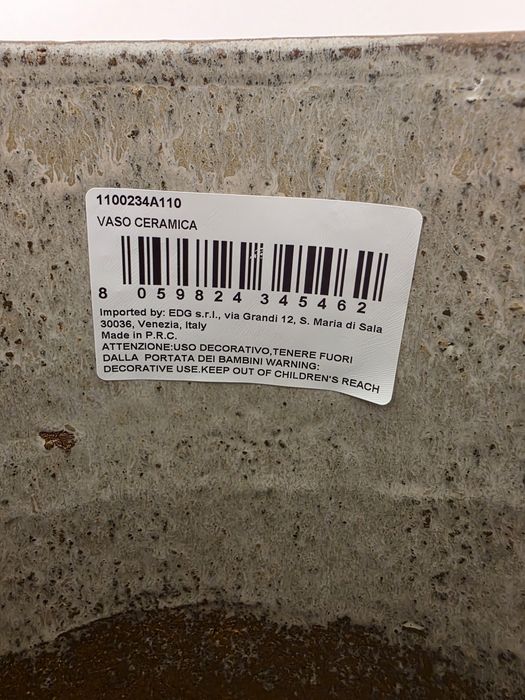 1100234A110
VASO CERAMICA
8 059824 345462
Imported by: EDG s.r.l., via Grandi 12, S. Maria di Sala
30036, Venezia, Italy
Made in P.R.C.
ATTENZIONE:USO DECORATIVO,TENERE FUORI
DALLA PORTATA DEI BAMBINI WARNING:
DECORATIVE USE.KEEP OUT OF CHILDREN'S REACH